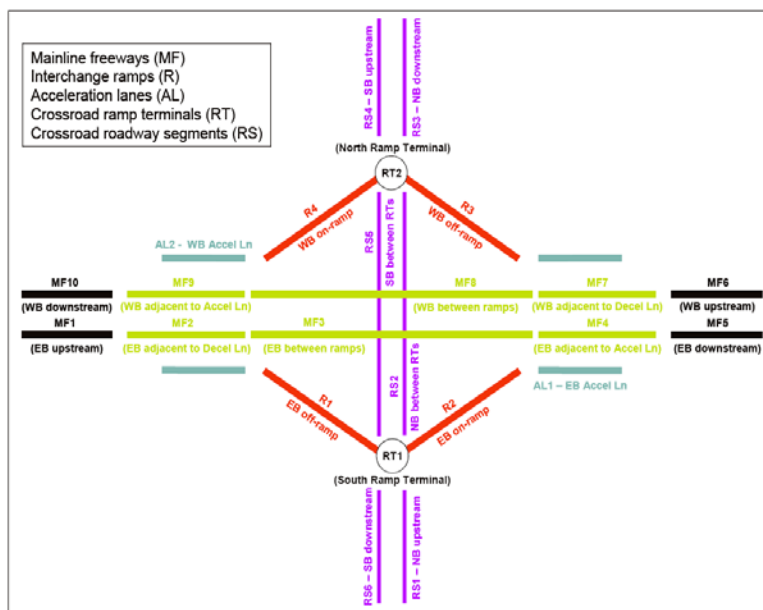 Mainline freeways (MF)
Interchange ramps (R)
Acceleration lanes (AL)
Crossroad ramp terminals (RT)
Crossroad roadway segments (RS)
RS4 – SB upstream
RS3 – NB downstream
(North Ramp Terminal)
RT2
R4
WB on-ramp
R3
WB off-ramp
RS5
SB between RTs
AL2 - WB Accel Ln
MF10
(WB downstream)
MF9
(WB adjacent to Accel Ln)
MF8
(WB between ramps)
MF7
(WB adjacent to Decel Ln)
MF6
(WB upstream)
MF1
(EB upstream)
MF2
(EB adjacent to Decel Ln)
MF3
(EB between ramps)
MF4
(EB adjacent to Accel Ln)
MF5
(EB downstream)
RS2
NB between RTs
AL1 – EB Accel Ln
R1
EB off-ramp
R2
EB on-ramp
RT1
(South Ramp Terminal)
RS6 – SB downstream
RS1 – NB upstream